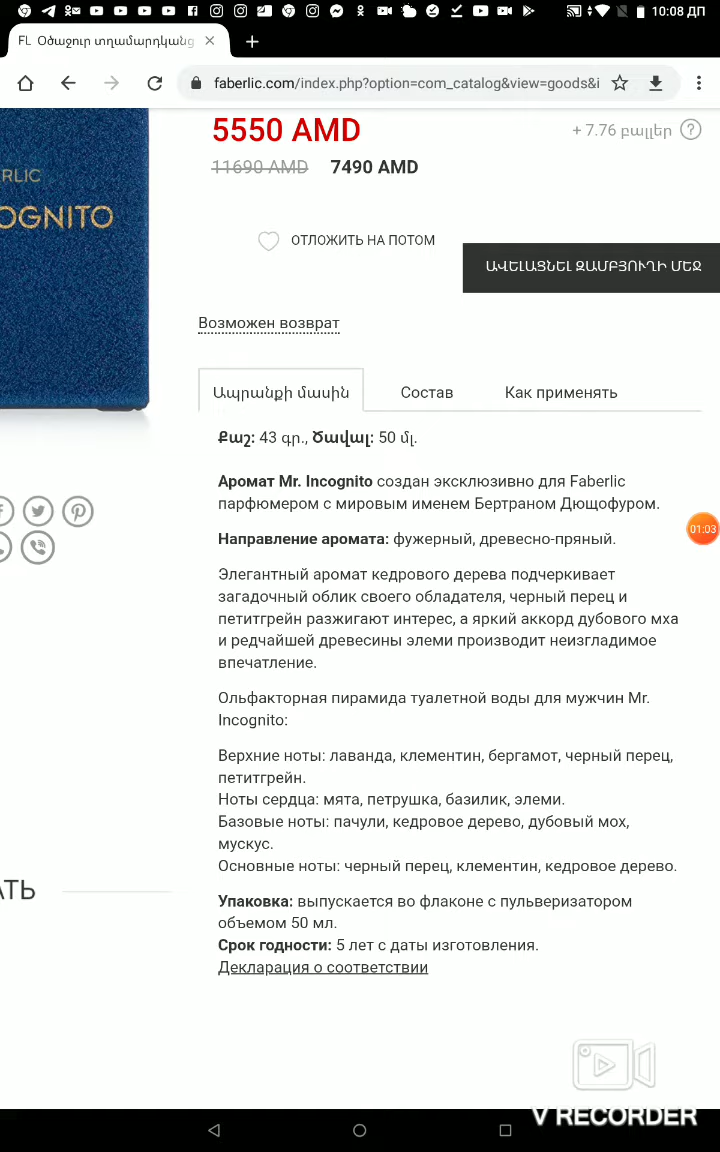 10:08 ԴՊ
FL Օծաջուր տղամարդկանց
faberlic.com/index.php?option=com_catalog&view=goods&i
5550 AMD
+ 7.76 բալլեր ?
11690 AMD 7490 AMD
RLIC
OGNITO
ОТЛОЖИТЬ НА ПОТОМ
ԱՎԵԼԱՑՆԵԼ ԶԱՄԲՅՈՒՂԻ ՄԵՋ
Возможен возврат
Ապրանքի մասին Состав Как применять
Քաշ: 43 գր., Ծավալ: 50 մլ.
Аромат Mr. Incognito создан эксклюзивно для Faberlic
парфюмером с мировым именем Бертраном Дющофуром.
01:03
Направление аромата: фужерный, древесно-пряный.
Элегантный аромат кедрового дерева подчеркивает
загадочный облик своего обладателя, черный перец и
петитгрейн разжигают интерес, а яркий аккорд дубового мха
и редчайшей древесины элеми производит неизгладимое
впечатление.
Ольфакторная пирамида туалетной воды для мужчин Mr.
Incognito:
Верхние ноты: лаванда, клементин, бергамот, черный перец,
петитгрейн.
Ноты сердца: мята, петрушка, базилик, элеми.
Базовые ноты: пачули, кедровое дерево, дубовый мох,
мускус.
Основные ноты: черный перец, клементин, кедровое дерево.
АТЬ
Упаковка: выпускается во флаконе с пульверизатором
объемом 50 мл.
Срок годности: 5 лет с даты изготовления.
Декларация о соответствии
V RECORDER